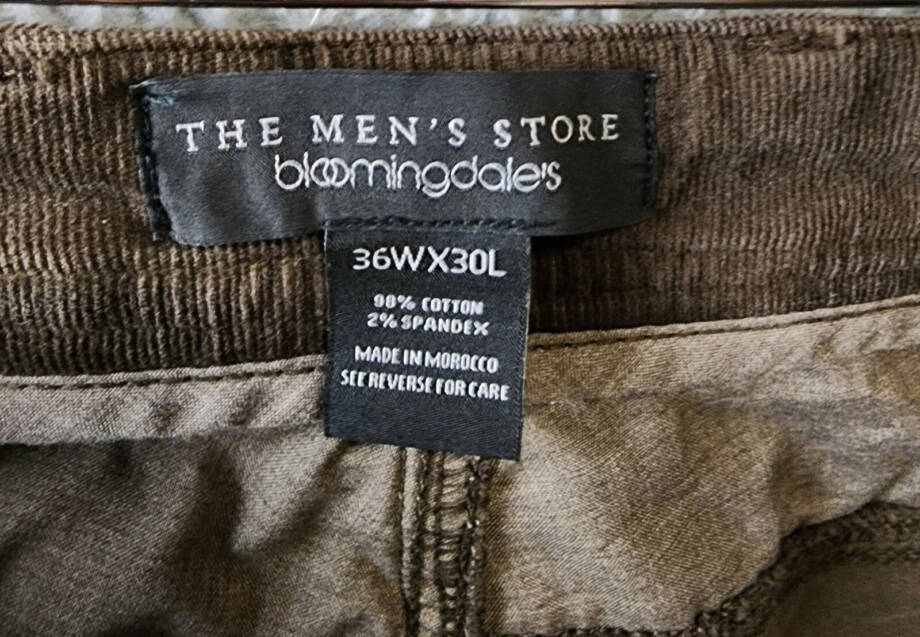 THE MEN'S STORE
bloomingdale's
36WX30L
98% COTTON
2% SPANDEX
MADE IN MOROCCO
SEE REVERSE FOR CARE